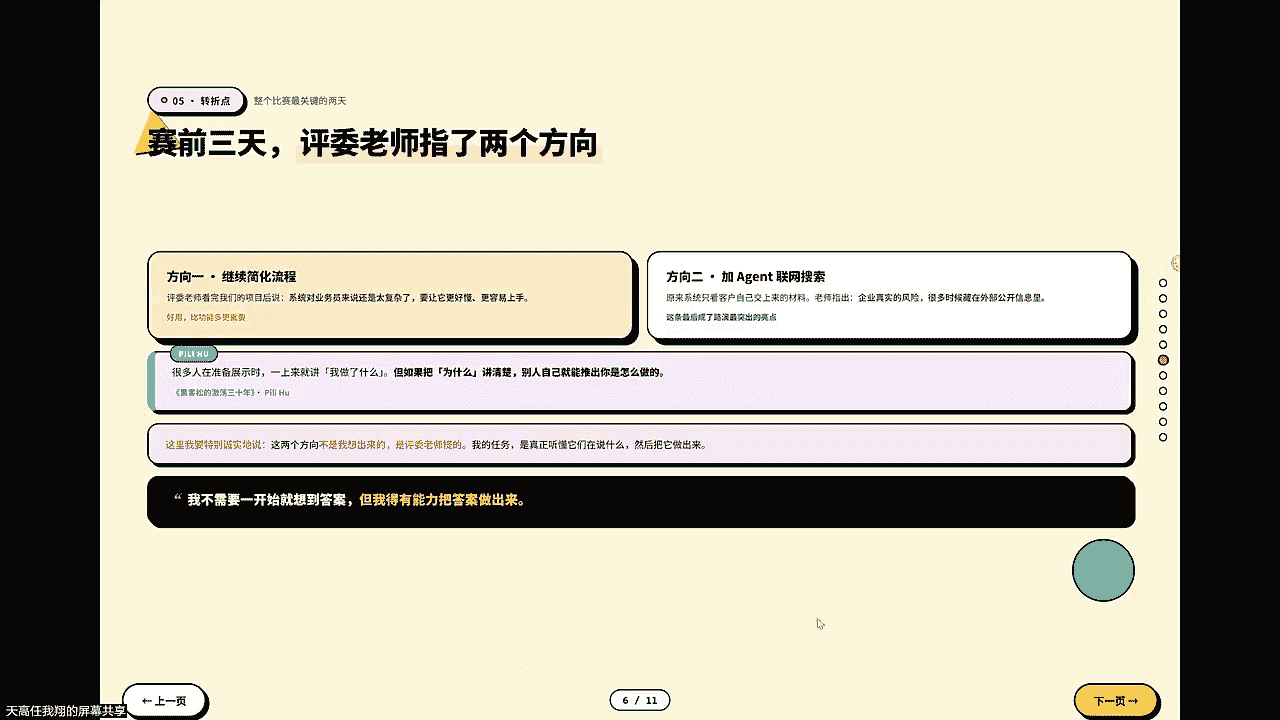 05 · 转折点
整个比赛最关键的两天
赛前三天，评委老师指了两个方向
方向一 · 继续简化流程
评委老师看完我们的项目后说：系统对业务员来说还是太复杂了，要让它更好懂、更容易上手。
好用，比功能多更重要
方向二 · 加 Agent 联网搜索
原来系统只看客户自己交上来的材料。老师指出：企业真实的风险，很多时候藏在外部公开信息里。
这条最后成了路演最突出的亮点
PILI HU
很多人在准备展示时，一上来就讲「我做了什么」。但如果把「为什么」讲清楚，别人自己就能推出你是怎么做的。
《黑客松的激荡三十年》· Pili Hu
这里我要特别诚实地说：这两个方向不是我想出来的，是评委老师提的。我的任务，是真正听懂它们在说什么，然后把它做出来。
“ 我不需要一开始就想到答案，但我得有能力把答案做出来。
← 上一页
6 / 11
下一页 →
天高任我翔的屏幕共享